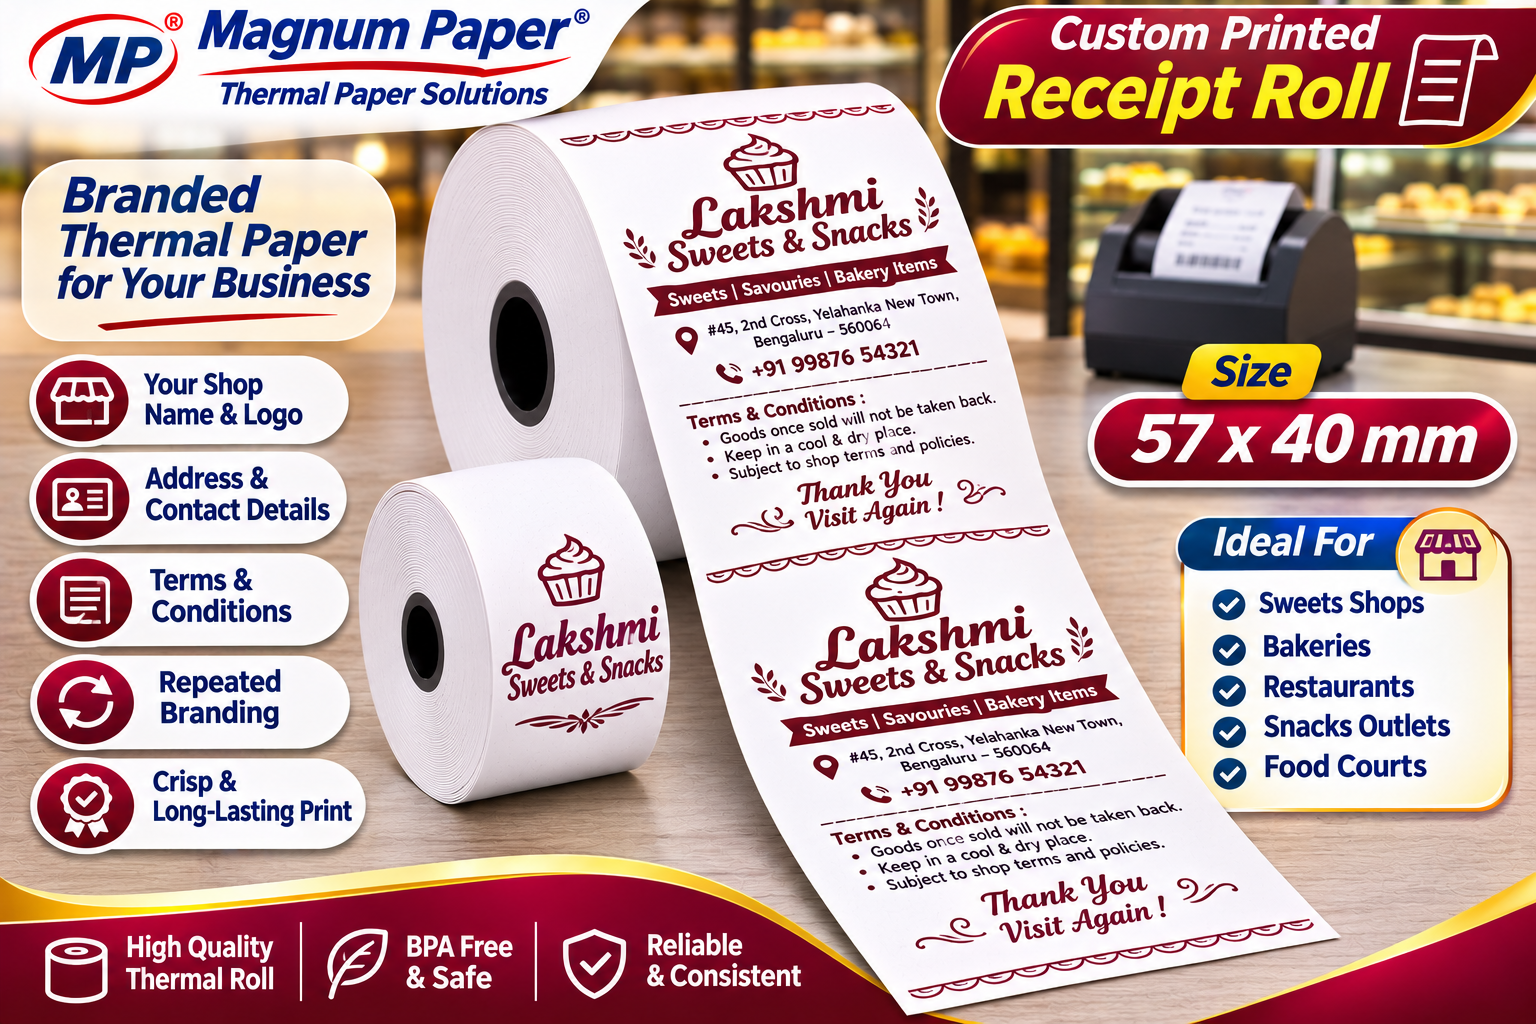 MP®
Magnum Paper®
Thermal Paper Solutions
Custom Printed
Receipt Roll
Branded
Thermal Paper
for Your Business
Your Shop
Name & Logo
Address &
Contact Details
Terms &
Conditions
Repeated
Branding
Crisp &
Long-Lasting Print
Lakshmi
Sweets & Snacks
Sweets | Savouries | Bakery Items
#45, 2nd Cross, Yelahanka New Town,
Bengaluru – 560064
+91 99876 54321
Terms & Conditions :
• Goods once sold will not be taken back.
• Keep in a cool & dry place.
• Subject to shop terms and policies.
Thank You
Visit Again !
Lakshmi
Sweets & Snacks
Sweets | Savouries | Bakery Items
#45, 2nd Cross, Yelahanka New Town,
Bengaluru – 560064
+91 99876 54321
Terms & Conditions :
• Goods once sold will not be taken back.
• Keep in a cool & dry place.
• Subject to shop terms and policies.
Thank You
Visit Again !
Lakshmi
Sweets & Snacks
Size
57 x 40 mm
Ideal For
Sweets Shops
Bakeries
Restaurants
Snacks Outlets
Food Courts
High Quality
Thermal Roll
BPA Free
& Safe
Reliable
& Consistent